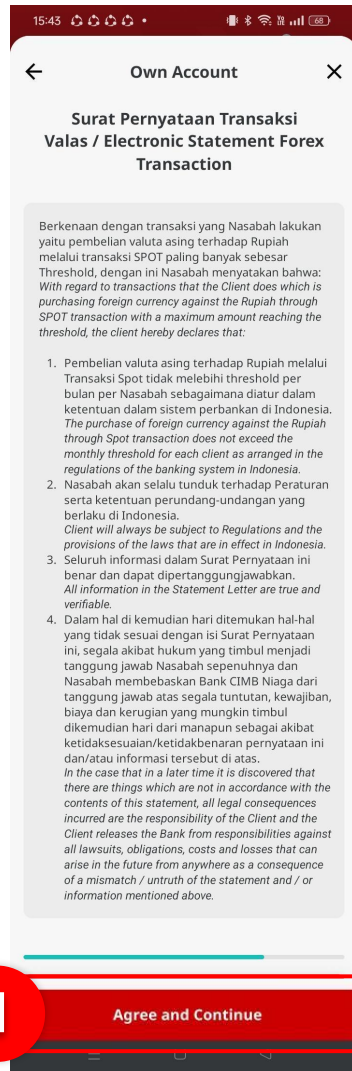 15:43
68
Own Account
Surat Pernyataan Transaksi
Valas / Electronic Statement Forex
Transaction
Berkenaan dengan transaksi yang Nasabah lakukan
yaitu pembelian valuta asing terhadap Rupiah
melalui transaksi SPOT paling banyak sebesar
Threshold, dengan ini Nasabah menyatakan bahwa:
With regard to transactions that the Client does which is
purchasing foreign currency against the Rupiah through
SPOT transaction with a maximum amount reaching the
threshold, the client hereby declares that:
1. Pembelian valuta asing terhadap Rupiah melalui
Transaksi Spot tidak melebihi threshold per
bulan per Nasabah sebagaimana diatur dalam
ketentuan dalam sistem perbankan di Indonesia.
The purchase of foreign currency against the Rupiah
through Spot transaction does not exceed the
monthly threshold for each client as arranged in the
regulations of the banking system in Indonesia.
2. Nasabah akan selalu tunduk terhadap Peraturan
serta ketentuan perundang-undangan yang
berlaku di Indonesia.
Client will always be subject to Regulations and the
provisions of the laws that are in effect in Indonesia.
3. Seluruh informasi dalam Surat Pernyataan ini
benar dan dapat dipertanggungjawabkan.
All information in the Statement Letter are true and
verifiable.
4. Dalam hal di kemudian hari ditemukan hal-hal
yang tidak sesuai dengan isi Surat Pernyataan
ini, segala akibat hukum yang timbul menjadi
tanggung jawab Nasabah sepenuhnya dan
Nasabah membebaskan Bank CIMB Niaga dari
tanggung jawab atas segala tuntutan, kewajiban,
biaya dan kerugian yang mungkin timbul
dikemudian hari dari manapun sebagai akibat
ketidaksesuaian/ketidakbenaran pernyataan ini
dan/atau informasi tersebut di atas.
In the case that in a later time it is discovered that
there are things which are not in accordance with the
contents of this statement, all legal consequences
incurred are the responsibility of the Client and the
Client releases the Bank from responsibilities against
all lawsuits, obligations, costs and losses that can
arise in the future from anywhere as a consequence
of a mismatch / untruth of the statement and / or
information mentioned above.
Agree and Continue